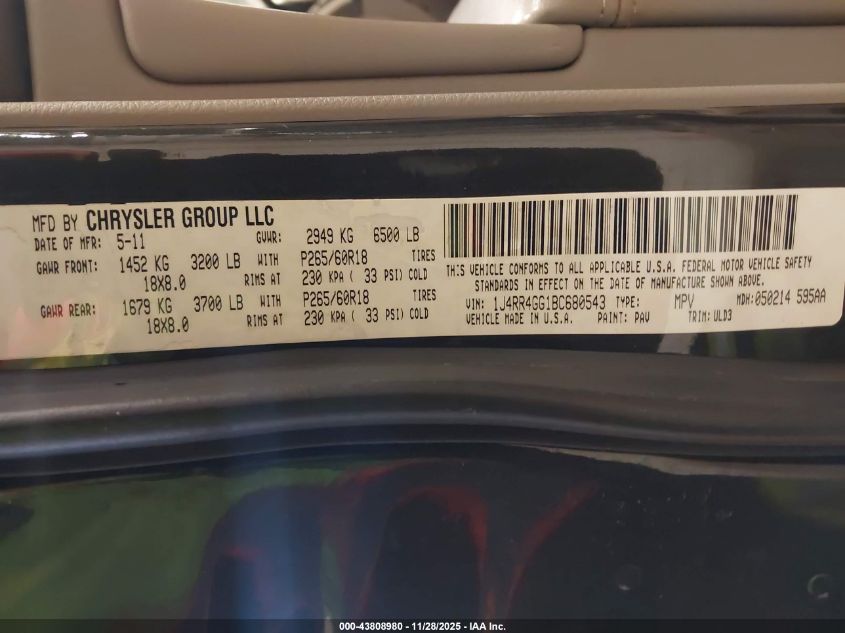 MFD BY CHRYSLER GROUP LLC
DATE OF MFR: 5-11 GVWR: 2949 KG 6500 LB
GAWR FRONT: 1452 KG 3200 LB WITH P265/60R18 TIRES
18X8.0 RIMS AT 230 KPA ( 33 PSI) COLD
GAWR REAR: 1679 KG 3700 LB WITH P265/60R18 TIRES
18X8.0 RIMS AT 230 KPA ( 33 PSI) COLD
THIS VEHICLE CONFORMS TO ALL APPLICABLE U.S.A. FEDERAL MOTOR VEHICLE SAFETY
STANDARDS IN EFFECT ON THE DATE OF MANUFACTURE SHOWN ABOVE.
VIN: 1J4RR4GG1BC680543 TYPE: MPV MDH:050214 595AA
VEHICLE MADE IN U.S.A. PAINT: PAV TRIM: ULD3
000-43808980 - 11/28/2025 - IAA Inc.